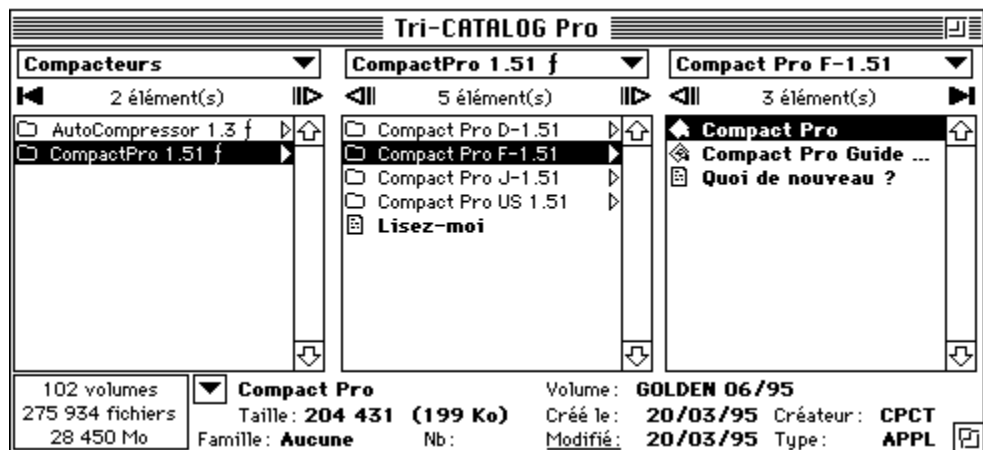 Tri-CATALOG Pro
Compacteurs
2 élément(s)
AutoCompressor 1.3 ƒ
CompactPro 1.51 ƒ
CompactPro 1.51 ƒ
5 élément(s)
Compact Pro D-1.51
Compact Pro F-1.51
Compact Pro J-1.51
Compact Pro US 1.51
Lisez-moi
Compact Pro F-1.51
3 élément(s)
Compact Pro
Compact Pro Guide ...
Quoi de nouveau ?
102 volumes
275 934 fichiers
28 450 Mo
Compact Pro
Volume: GOLDEN 06/95
Taille: 204 431 (199 Ko)
Créé le: 20/03/95 Créateur: CPCT
Famille: Aucune Nb:
Modifié: 20/03/95 Type: APPL